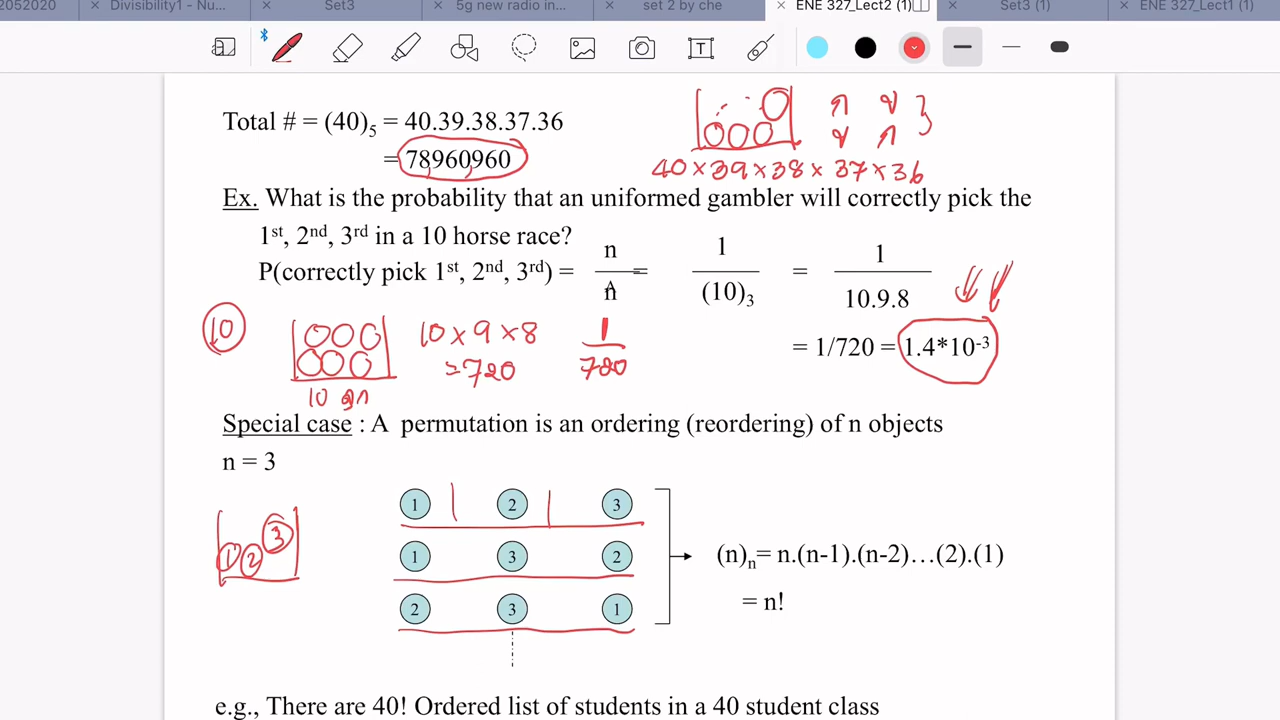 2052020 × Divisibility1 - Nu... × Set3 × 5g new radio in... × set 2 by che × ENE 327_Lect2 (1) × Set3 (1) × ENE 327_Lect1 (1)
Total # = (40)₅ = 40.39.38.37.36
= 78960960
40 × 39 × 38 × 37 × 36
Ex. What is the probability that an uniformed gambler will correctly pick the
1st, 2nd, 3rd in a 10 horse race?
P(correctly pick 1st, 2nd, 3rd) = n/n = 1/(10)₃ = 1/10.9.8
= 1/720 = 1.4*10⁻³
10
10 × 9 × 8
= 720
1/720
10
Special case : A permutation is an ordering (reordering) of n objects
n = 3
1 2 3
1 2 3
1 3 2
2 3 1
(n)ₙ= n.(n-1).(n-2)…(2).(1)
= n!
e.g., There are 40! Ordered list of students in a 40 student class